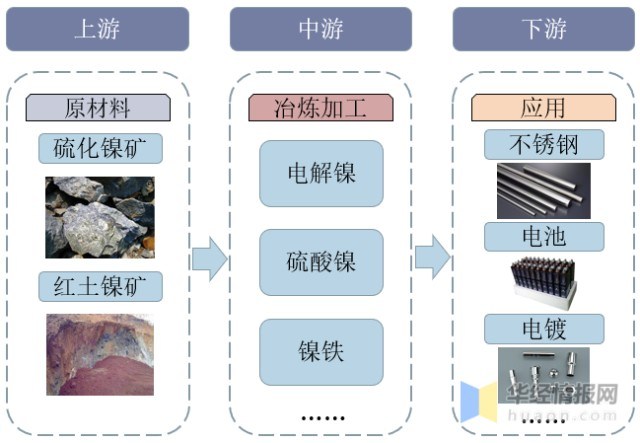 上游
中游
下游
原材料
冶炼加工
应用
硫化镍矿
红土镍矿
电解镍
硫酸镍
镍铁
……
不锈钢
电池
电镀
……
华经情报网
huaon.com